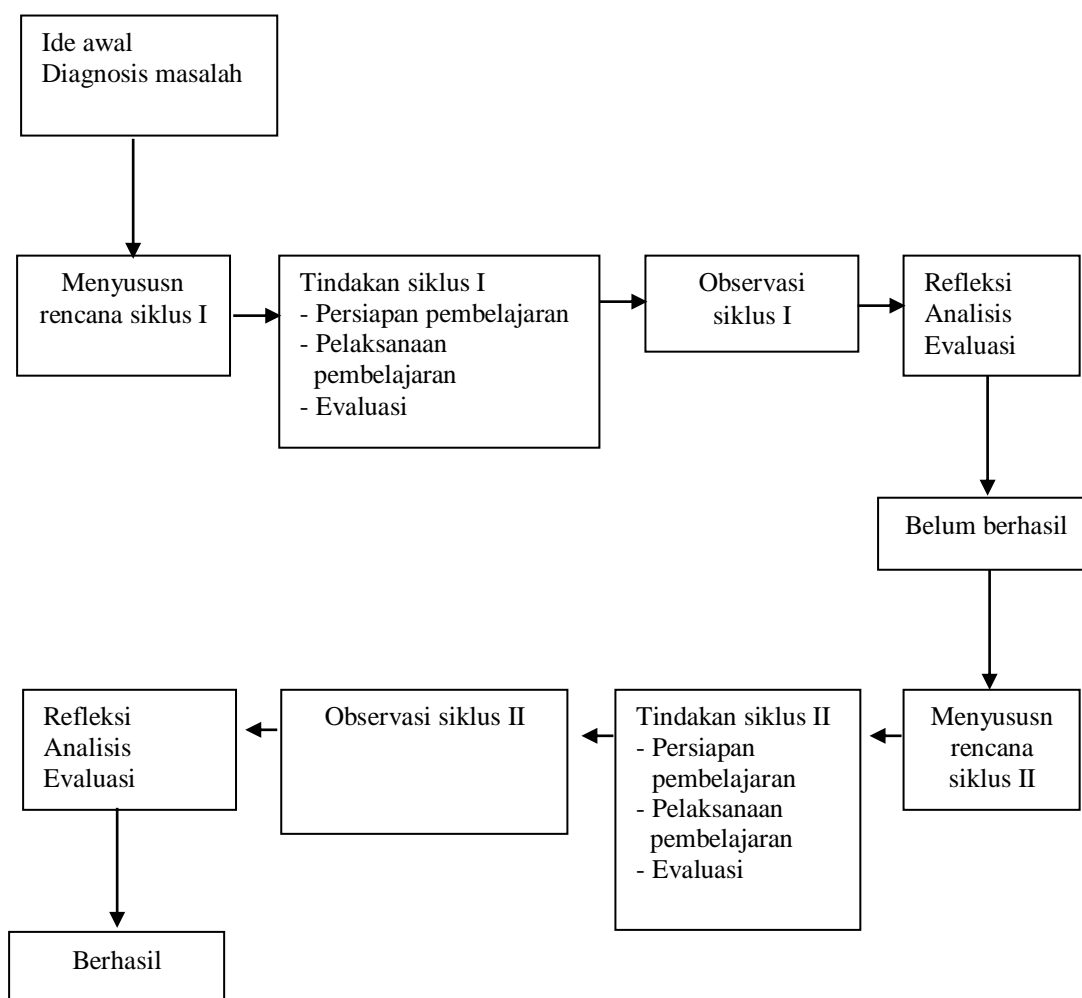 Ide awal
Diagnosis masalah
Menyususn
rencana siklus I
Tindakan siklus I
- Persiapan pembelajaran
- Pelaksanaan
pembelajaran
- Evaluasi
Observasi
siklus I
Refleksi
Analisis
Evaluasi
Belum berhasil
Menyususn
rencana
siklus II
Tindakan siklus II
- Persiapan
pembelajaran
- Pelaksanaan
pembelajaran
- Evaluasi
Observasi siklus II
Refleksi
Analisis
Evaluasi
Berhasil